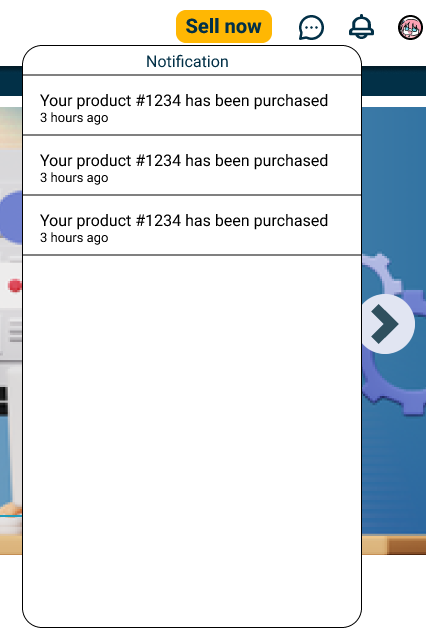 Sell now
Notification
Your product #1234 has been purchased
3 hours ago
Your product #1234 has been purchased
3 hours ago
Your product #1234 has been purchased
3 hours ago